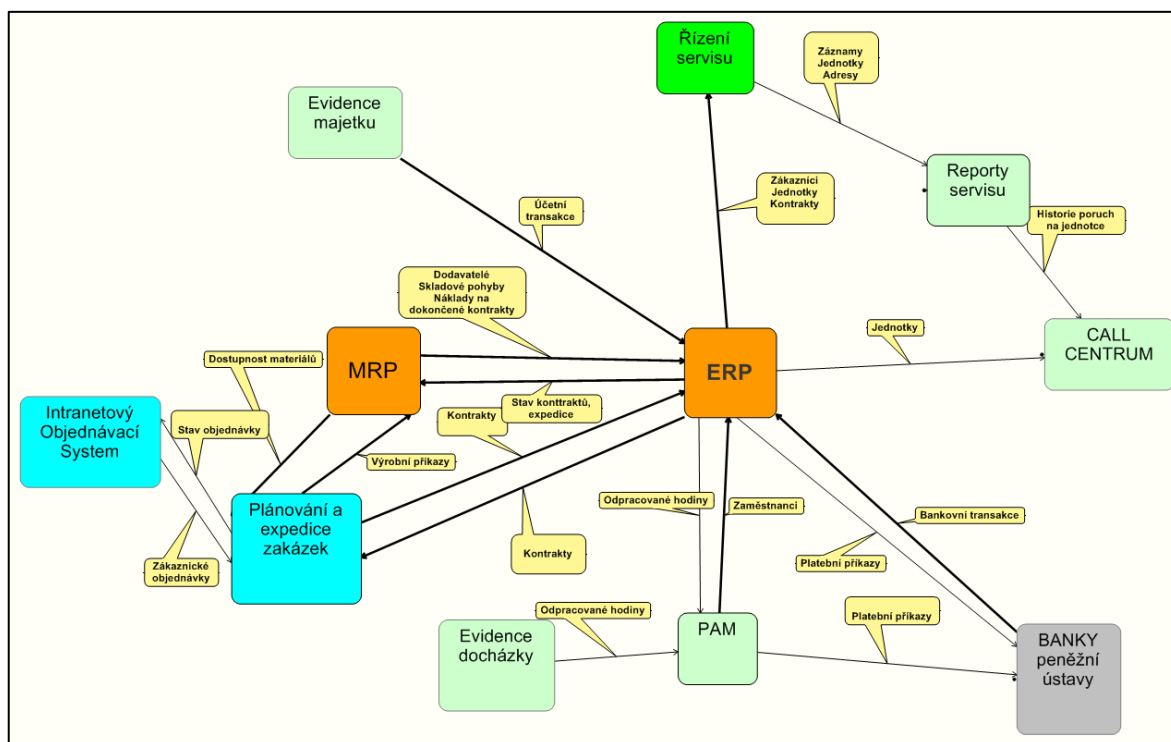 Řízení
servisu
Záznamy
Jednotky
Adresy
Evidence
majetku
Reporty
servisu
Zákazníci
Jednotky
Kontrakty
Účetní
transakce
Historie poruch
na jednotce
Dodavatelé
Skladové pohyby
Náklady na
dokončené kontrakty
Jednotky
CALL
CENTRUM
Dostupnost materiálů
MRP
ERP
Intranetový
Objednávací
System
Stav objednávky
Kontrakty
Stav konttraktů,
expedice
Výrobní příkazy
Plánování a
expedice
zakázek
Odpracované hodiny
Zaměstnanci
Bankovní transakce
Zákaznické
objednávky
Kontrakty
Platební příkazy
Evidence
docházky
Odpracované hodiny
PAM
Platební příkazy
BANKY
peněžní
ústavy